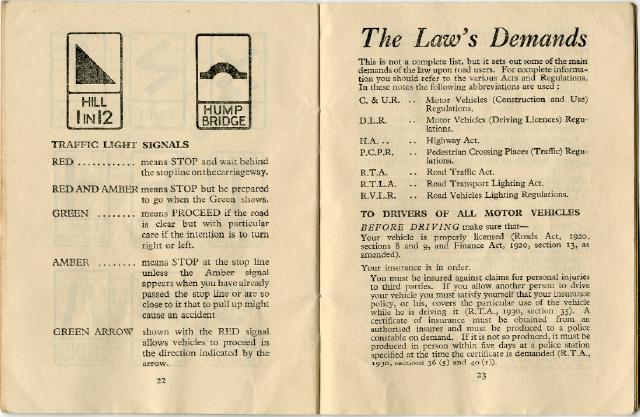 HILL
1 IN 12
HUMP
BRIDGE
TRAFFIC LIGHT SIGNALS
RED ............ means STOP and wait behind
the stop line on the carriageway.
RED AND AMBER means STOP but be prepared
to go when the Green shows.
GREEN ........ means PROCEED if the road
is clear but with particular
care if the intention is to turn
right or left.
AMBER ........ means STOP at the stop line
unless the Amber signal
appears when you have already
passed the stop line or are so
close to it that to pull up might
cause an accident
GREEN ARROW shown with the RED signal
allows vehicles to proceed in
the direction indicated by the
arrow.
22
The Law's Demands
This is not a complete list, but it sets out some of the main
demands of the law upon road users. For complete informa-
tion you should refer to the various Acts and Regulations.
In these notes the following abbreviations are used :
C. & U.R. .. Motor Vehicles (Construction and Use)
Regulations.
D.L.R. .. Motor Vehicles (Driving Licences) Regu-
lations.
H.A. .. .. Highway Act.
P.C.P.R. .. Pedestrian Crossing Places (Traffic) Regu-
lations.
R.T.A. .. Road Traffic Act.
R.T.L.A. .. Road Transport Lighting Act.
R.V.L.R. .. Road Vehicles Lighting Regulations.
TO DRIVERS OF ALL MOTOR VEHICLES
BEFORE DRIVING make sure that—
Your vehicle is properly licensed (Roads Act, 1920,
sections 8 and 9, and Finance Act, 1920, section 13, as
amended).
Your insurance is in order.
You must be insured against claims for personal injuries
to third parties. If you allow another person to drive
your vehicle you must satisfy yourself that your insurance
policy, or his, covers the particular use of the vehicle
while he is driving it (R.T.A., 1930, section 35). A
certificate of insurance must be obtained from an
authorised insurer and must be produced to a police
constable on demand. If it is not so produced, it must be
produced in person within five days at a police station
specified at the time the certificate is demanded (R.T.A.,
1930, sections 36 (5) and 40 (1)).
23